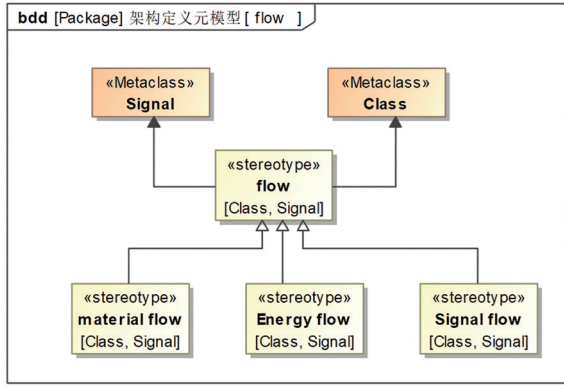 bdd [Package] 架构定义元模型[ flow ]
«Metaclass»
Signal
«Metaclass»
Class
«stereotype»
flow
[Class, Signal]
«stereotype»
material flow
[Class, Signal]
«stereotype»
Energy flow
[Class, Signal]
«stereotype»
Signal flow
[Class, Signal]